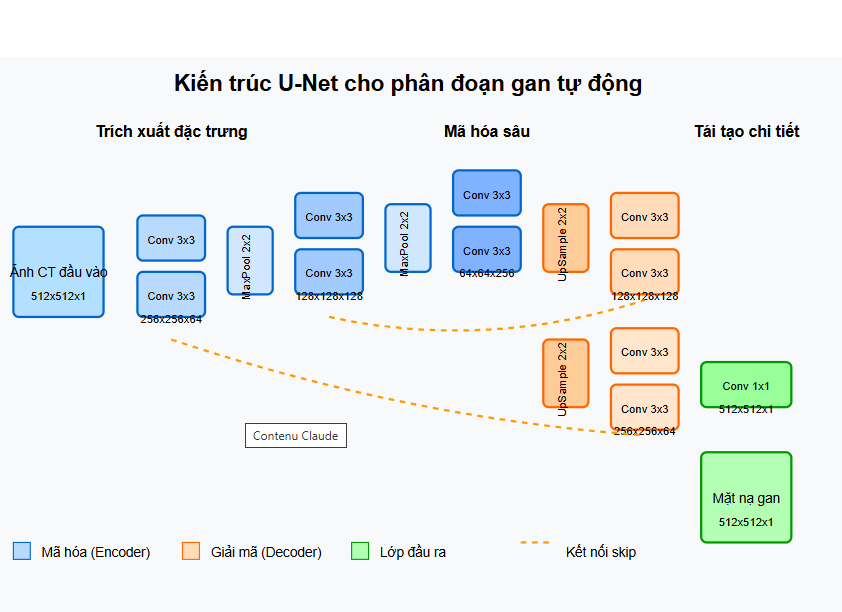 Kiến trúc U-Net cho phân đoạn gan tự động
Trích xuất đặc trưng
Mã hóa sâu
Tái tạo chi tiết
Ảnh CT đầu vào
512x512x1
Conv 3x3
Conv 3x3
256x256x64
MaxPool 2x2
Conv 3x3
Conv 3x3
128x128x128
MaxPool 2x2
Conv 3x3
Conv 3x3
64x64x256
UpSample 2x2
Conv 3x3
Conv 3x3
128x128x128
UpSample 2x2
Conv 3x3
Conv 3x3
256x256x64
Conv 1x1
512x512x1
Mặt nạ gan
512x512x1
Contenu Claude
Mã hóa (Encoder)
Giải mã (Decoder)
Lớp đầu ra
Kết nối skip